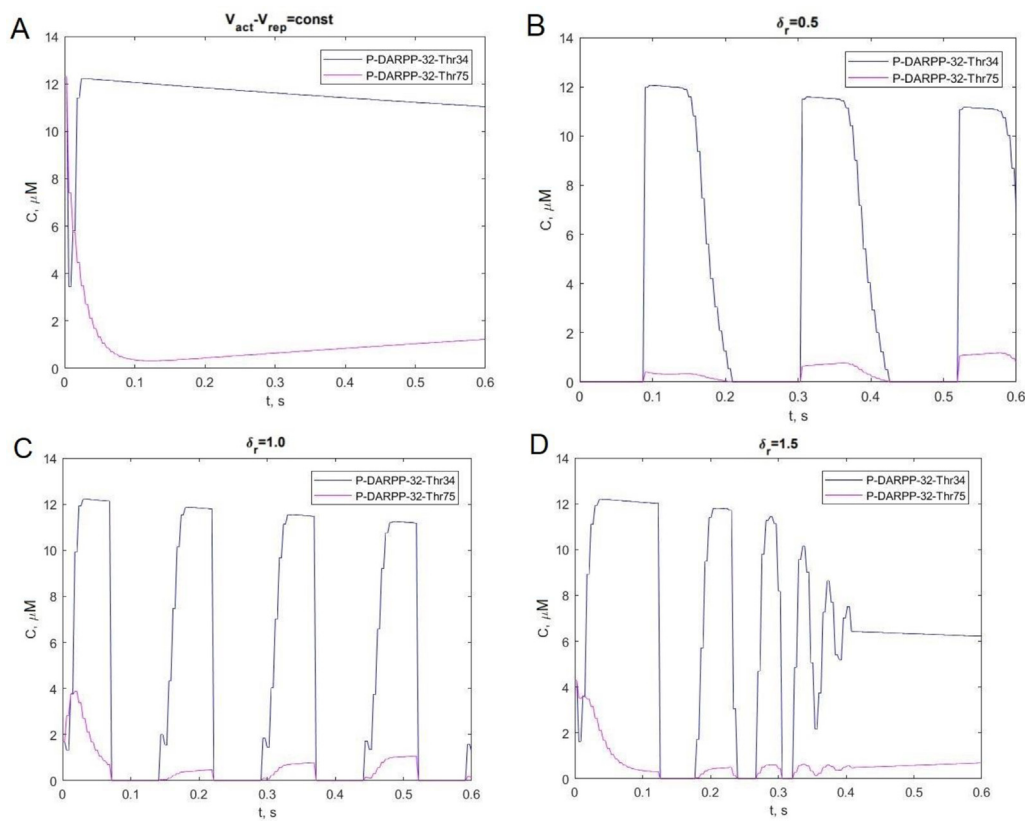 A
V_act-V_rep=const
P-DARPP-32-Thr34
P-DARPP-32-Thr75
C, μM
14
12
10
8
6
4
2
0
0 0.1 0.2 0.3 0.4 0.5 0.6
t, s
B
δ_r=0.5
P-DARPP-32-Thr34
P-DARPP-32-Thr75
C, μM
14
12
10
8
6
4
2
0
0 0.1 0.2 0.3 0.4 0.5 0.6
t, s
C
δ_r=1.0
P-DARPP-32-Thr34
P-DARPP-32-Thr75
C, μM
14
12
10
8
6
4
2
0
0 0.1 0.2 0.3 0.4 0.5 0.6
t, s
D
δ_r=1.5
P-DARPP-32-Thr34
P-DARPP-32-Thr75
C, μM
14
12
10
8
6
4
2
0
0 0.1 0.2 0.3 0.4 0.5 0.6
t, s